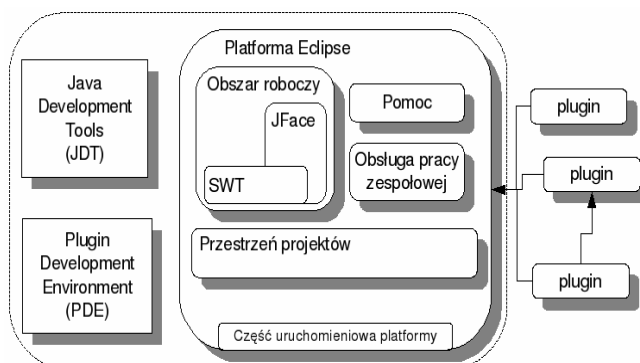 Java
Development
Tools
(JDT)
Plugin
Development
Environment
(PDE)
Platforma Eclipse
Obszar roboczy
JFace
SWT
Pomoc
Obsługa pracy
zespołowej
Przestrzeń projektów
Część uruchomieniowa platformy
plugin
plugin
plugin